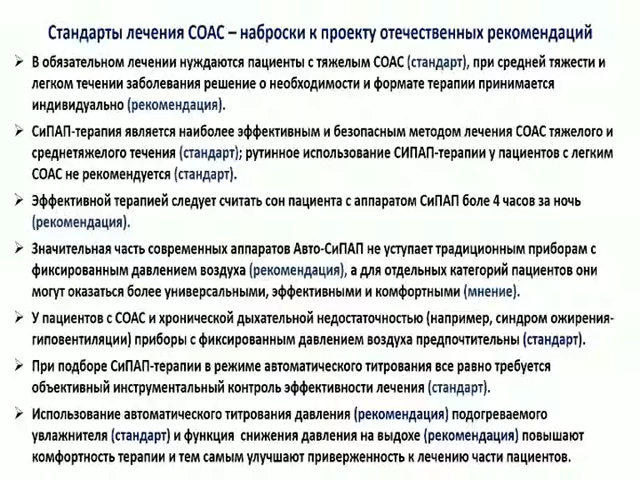 Стандарты лечения СОАС – наброски к проекту отечественных рекомендаций
➢ В обязательном лечении нуждаются пациенты с тяжелым СОАС (стандарт), при средней тяжести и
легком течении заболевания решение о необходимости и формате терапии принимается
индивидуально (рекомендация).
➢ СиПАП-терапия является наиболее эффективным и безопасным методом лечения СОАС тяжелого и
среднетяжелого течения (стандарт); рутинное использование СИПАП-терапии у пациентов с легким
СОАС не рекомендуется (стандарт).
➢ Эффективной терапией следует считать сон пациента с аппаратом СиПАП боле 4 часов за ночь
(рекомендация).
➢ Значительная часть современных аппаратов Авто-СиПАП не уступает традиционным приборам с
фиксированным давлением воздуха (рекомендация), а для отдельных категорий пациентов они
могут оказаться более универсальными, эффективными и комфортными (мнение).
➢ У пациентов с СОАС и хронической дыхательной недостаточностью (например, синдром ожирения-
гиповентиляции) приборы с фиксированным давлением воздуха предпочтительны (стандарт).
➢ При подборе СиПАП-терапии в режиме автоматического титрования все равно требуется
объективный инструментальный контроль эффективности лечения (стандарт).
➢ Использование автоматического титрования давления (рекомендация) подогреваемого
увлажнителя (стандарт) и функция снижения давления на выдохе (рекомендация) повышают
комфортность терапии и тем самым улучшают приверженность к лечению части пациентов.